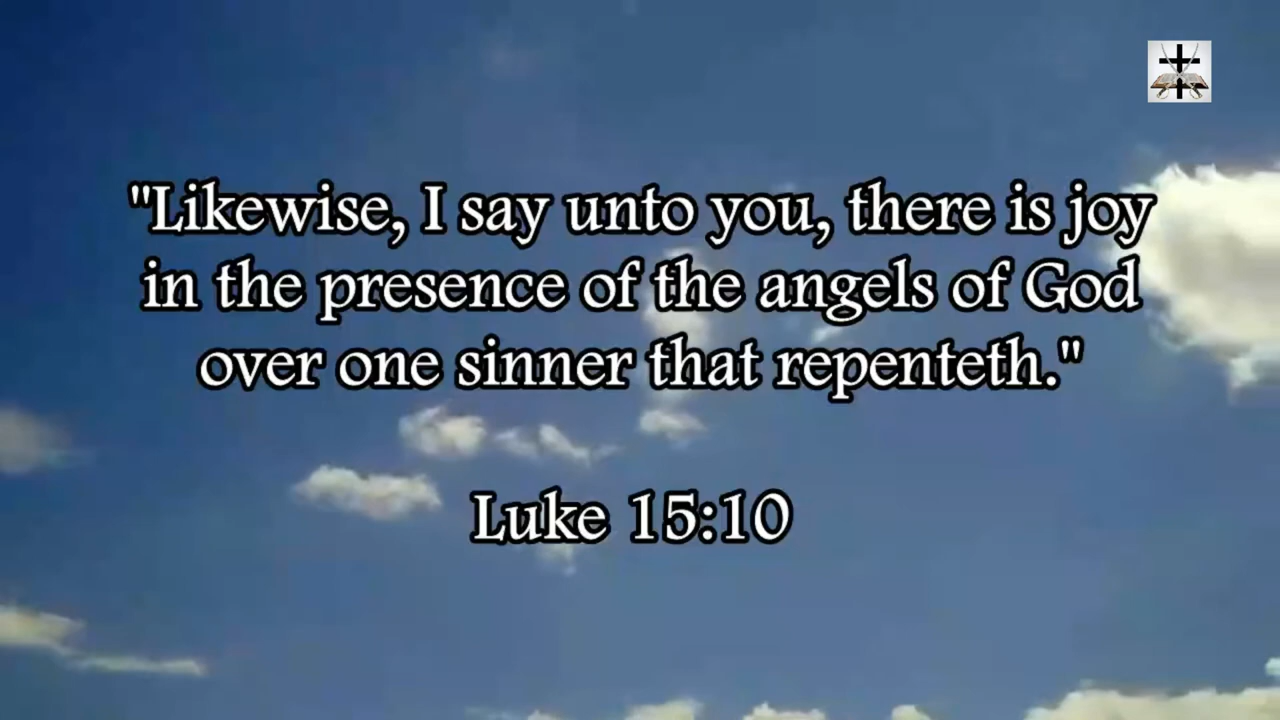 "Likewise, I say unto you, there is joy
in the presence of the angels of God
over one sinner that repenteth."
Luke 15:10